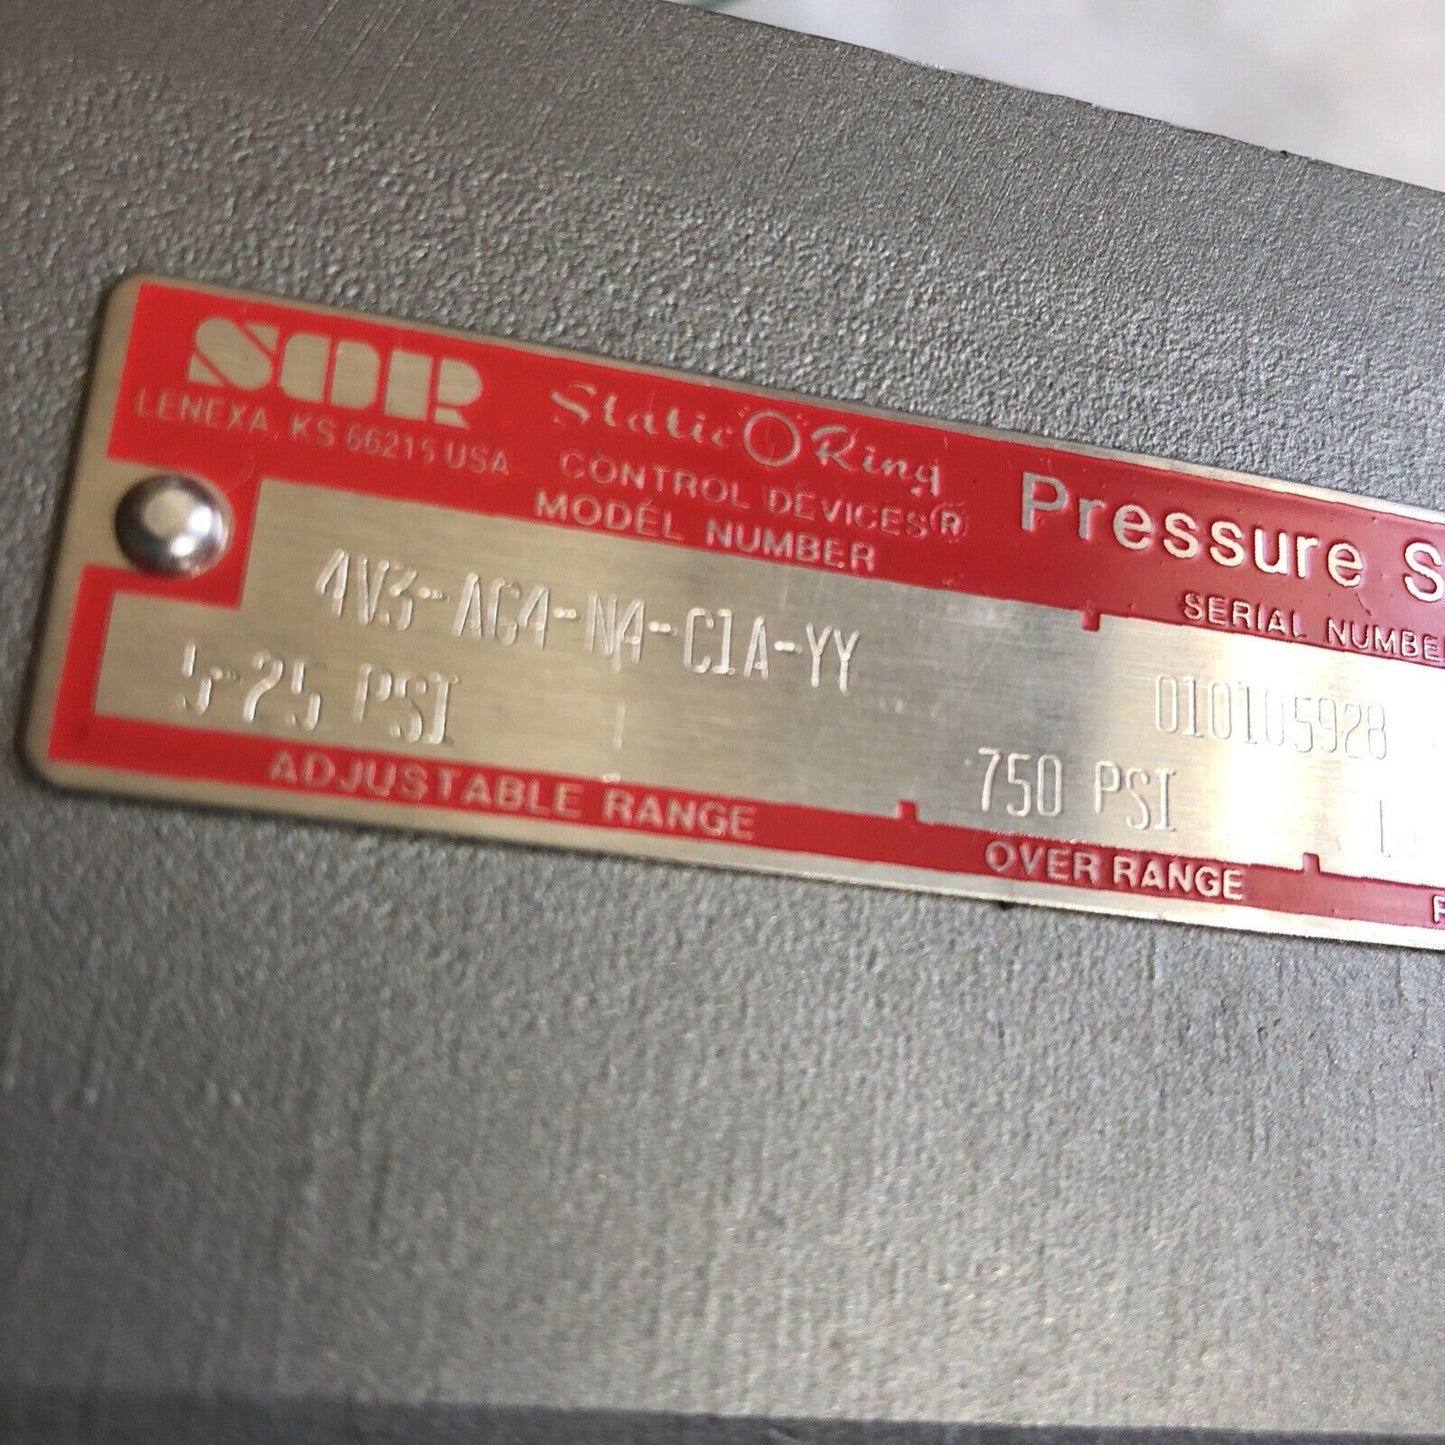 SOR
LENEXA, KS 66215 USA
Static O Ring
CONTROL DEVICES®
Pressure S
MODEL NUMBER
SERIAL NUMBE
4V3-AG4-N4-C1A-YY
010105928
5-25 PSI
750 PSI
ADJUSTABLE RANGE
OVER RANGE